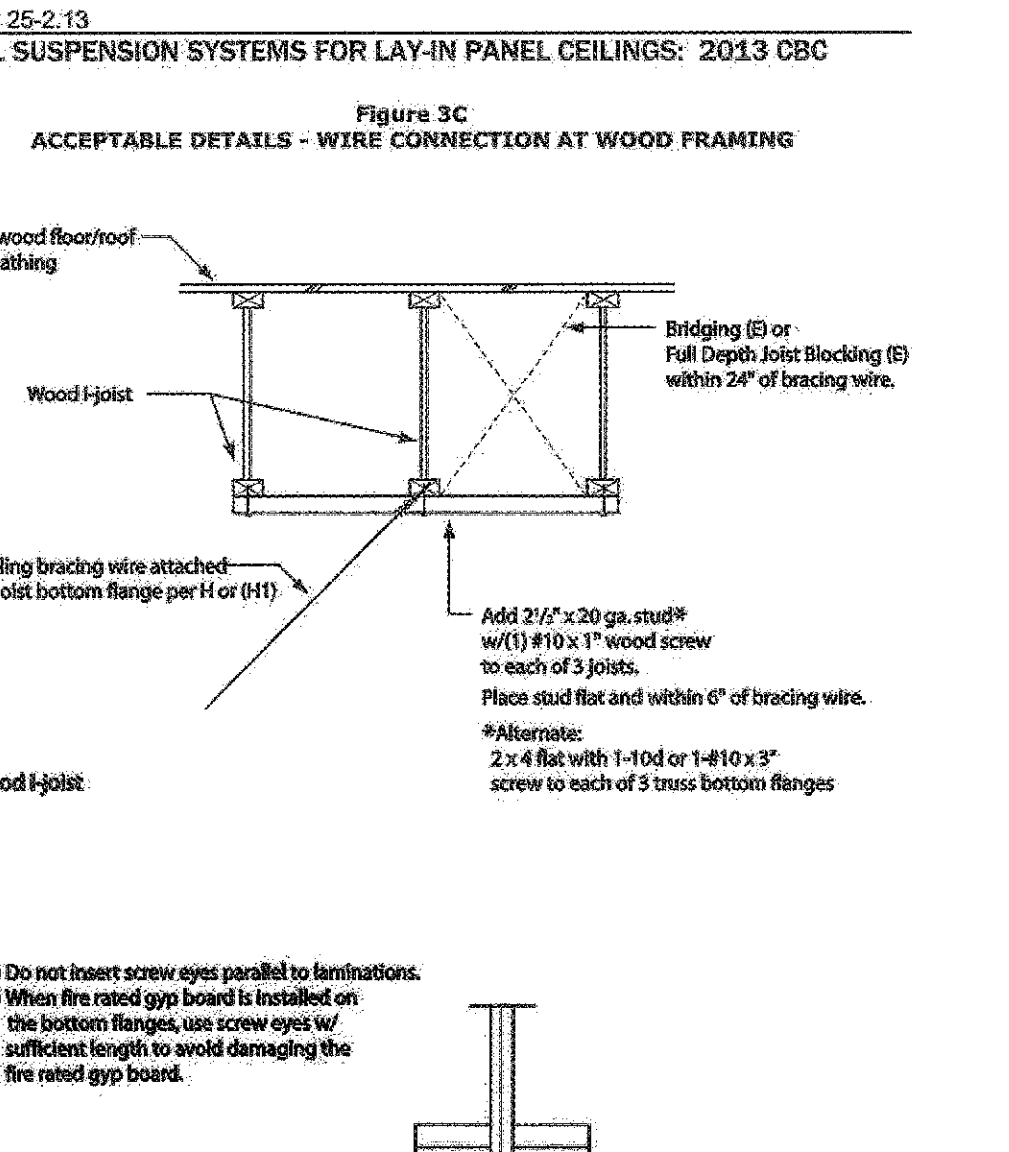 25-2.13
SUSPENSION SYSTEMS FOR LAY-IN PANEL CEILINGS: 2013 CBC
Figure 3C
ACCEPTABLE DETAILS - WIRE CONNECTION AT WOOD FRAMING
wood floor/roof
athing
Bridging (E) or
Full Depth Joist Blocking (E)
within 24" of bracing wire.
Wood I-joist
ling bracing wire attached
oist bottom flange per H or (H1)
Add 2½" x 20 ga. stud*
w/(1) #10 x 1" wood screw
to each of 3 joists.
Place stud flat and within 6" of bracing wire.
*Alternate:
2 x 4 flat with 1-10d or 1-#10 x 3"
screw to each of 3 truss bottom flanges
od I-joist
Do not insert screw eyes parallel to laminations.
When fire rated gyp board is installed on
the bottom flanges, use screw eyes w/
sufficient length to avoid damaging the
fire rated gyp board.